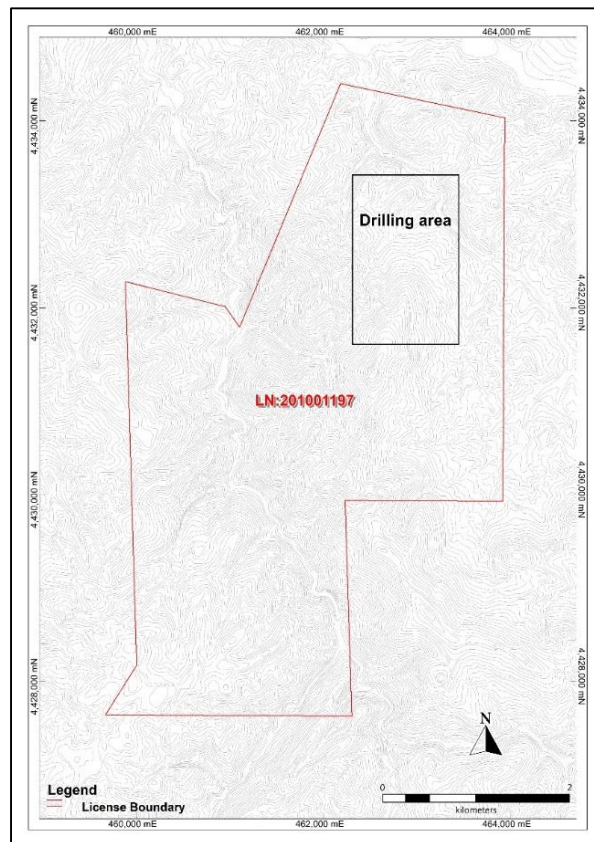 460,000 mE 462,000 mE 464,000 mE
4,434,000 mN 4,434,000 mN
Drilling area
4,432,000 mN 4,432,000 mN
LN:201001197
4,430,000 mN 4,430,000 mN
4,428,000 mN 4,428,000 mN
N
Legend
License Boundary
0 2
kilometers
460,000 mE 462,000 mE 464,000 mE